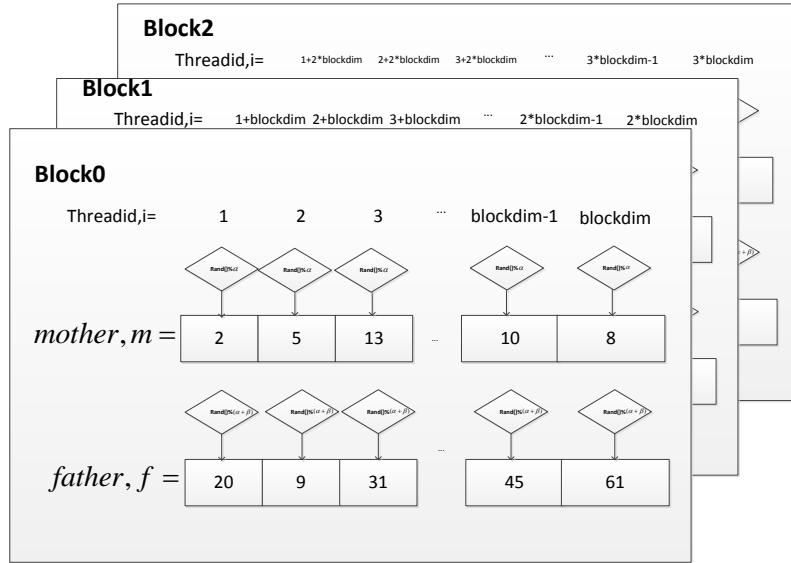 Block2
Threadid,i= 1+2*blockdim 2+2*blockdim 3+2*blockdim ... 3*blockdim-1 3*blockdim
Block1
Threadid,i= 1+blockdim 2+blockdim 3+blockdim ... 2*blockdim-1 2*blockdim
Block0
Threadid,i= 1 2 3 ... blockdim-1 blockdim
Rand()%α Rand()%α Rand()%α Rand()%α Rand()%α
mother, m = 2 5 13 ... 10 8
Rand()%(α+β) Rand()%(α+β) Rand()%(α+β) Rand()%(α+β) Rand()%(α+β)
...
father, f = 20 9 31 45 61